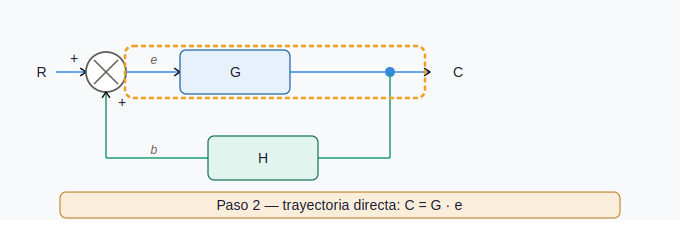 +
e
R
G
C
+
b
H
Paso 2 — trayectoria directa: C = G · e